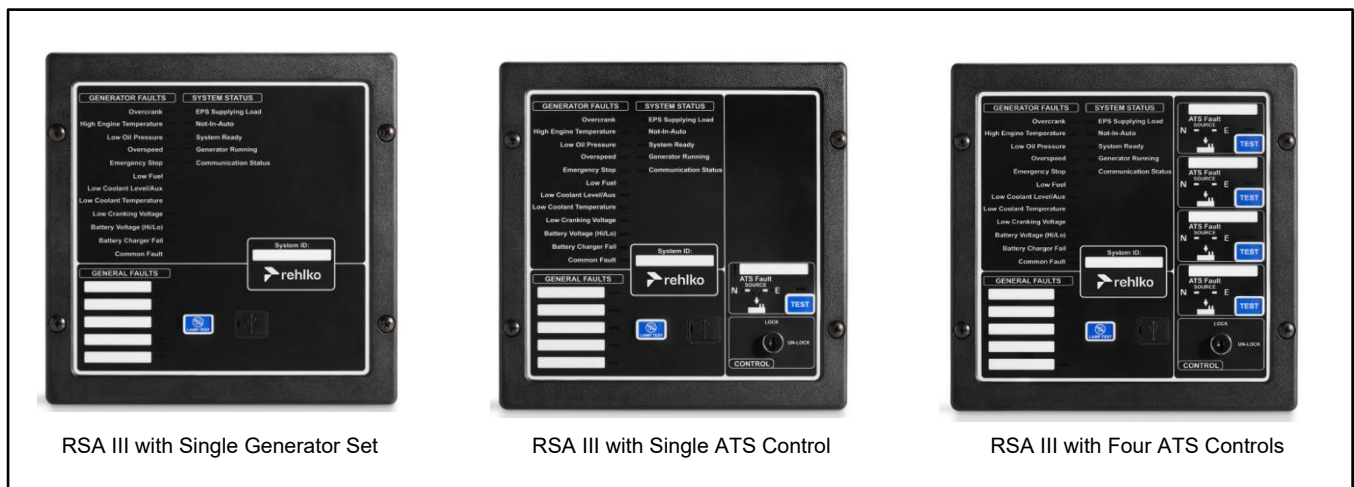 GENERATOR FAULTS
Overcrank
High Engine Temperature
Low Oil Pressure
Overspeed
Emergency Stop
Low Fuel
Low Coolant Level/Aux
Low Coolant Temperature
Low Cranking Voltage
Battery Voltage (Hi/Lo)
Battery Charger Fail
Common Fault
SYSTEM STATUS
EPS Supplying Load
Not-In-Auto
System Ready
Generator Running
Communication Status
System ID:
rehlko
GENERAL FAULTS
LAMP TEST
RSA III with Single Generator Set
GENERATOR FAULTS
Overcrank
High Engine Temperature
Low Oil Pressure
Overspeed
Emergency Stop
Low Fuel
Low Coolant Level/Aux
Low Coolant Temperature
Low Cranking Voltage
Battery Voltage (Hi/Lo)
Battery Charger Fail
Common Fault
SYSTEM STATUS
EPS Supplying Load
Not-In-Auto
System Ready
Generator Running
Communication Status
System ID:
rehlko
GENERAL FAULTS
LAMP TEST
ATS Fault
SOURCE
N E
TEST
LOCK
UN-LOCK
CONTROL
RSA III with Single ATS Control
GENERATOR FAULTS
Overcrank
High Engine Temperature
Low Oil Pressure
Overspeed
Emergency Stop
Low Fuel
Low Coolant Level/Aux
Low Coolant Temperature
Low Cranking Voltage
Battery Voltage (Hi/Lo)
Battery Charger Fail
Common Fault
SYSTEM STATUS
EPS Supplying Load
Not-In-Auto
System Ready
Generator Running
Communication Status
System ID:
rehlko
GENERAL FAULTS
LAMP TEST
ATS Fault
SOURCE
N E
TEST
ATS Fault
SOURCE
N E
TEST
ATS Fault
SOURCE
N E
TEST
ATS Fault
SOURCE
N E
TEST
LOCK
UN-LOCK
CONTROL
RSA III with Four ATS Controls